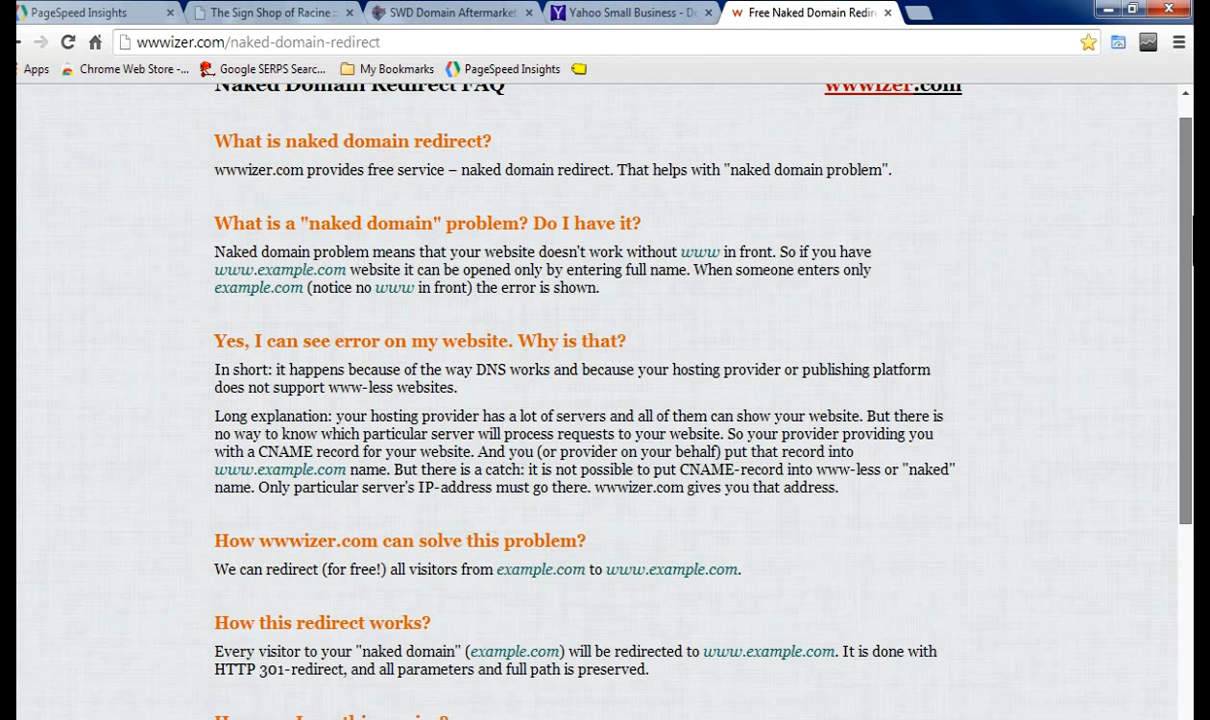 PageSpeed Insights
The Sign Shop of Racine
SWD Domain Aftermarket
Yahoo Small Business - Do
Free Naked Domain Redir
wwwizer.com/naked-domain-redirect
Apps
Chrome Web Store -...
Google SERPS Searc...
My Bookmarks
PageSpeed Insights
Naked Domain Redirect FAQ
wwwizer.com
What is naked domain redirect?
wwwizer.com provides free service – naked domain redirect. That helps with "naked domain problem".
What is a "naked domain" problem? Do I have it?
Naked domain problem means that your website doesn't work without www in front. So if you have
www.example.com website it can be opened only by entering full name. When someone enters only
example.com (notice no www in front) the error is shown.
Yes, I can see error on my website. Why is that?
In short: it happens because of the way DNS works and because your hosting provider or publishing platform
does not support www-less websites.
Long explanation: your hosting provider has a lot of servers and all of them can show your website. But there is
no way to know which particular server will process requests to your website. So your provider providing you
with a CNAME record for your website. And you (or provider on your behalf) put that record into
www.example.com name. But there is a catch: it is not possible to put CNAME-record into www-less or "naked"
name. Only particular server's IP-address must go there. wwwizer.com gives you that address.
How wwwizer.com can solve this problem?
We can redirect (for free!) all visitors from example.com to www.example.com.
How this redirect works?
Every visitor to your "naked domain" (example.com) will be redirected to www.example.com. It is done with
HTTP 301-redirect, and all parameters and full path is preserved.